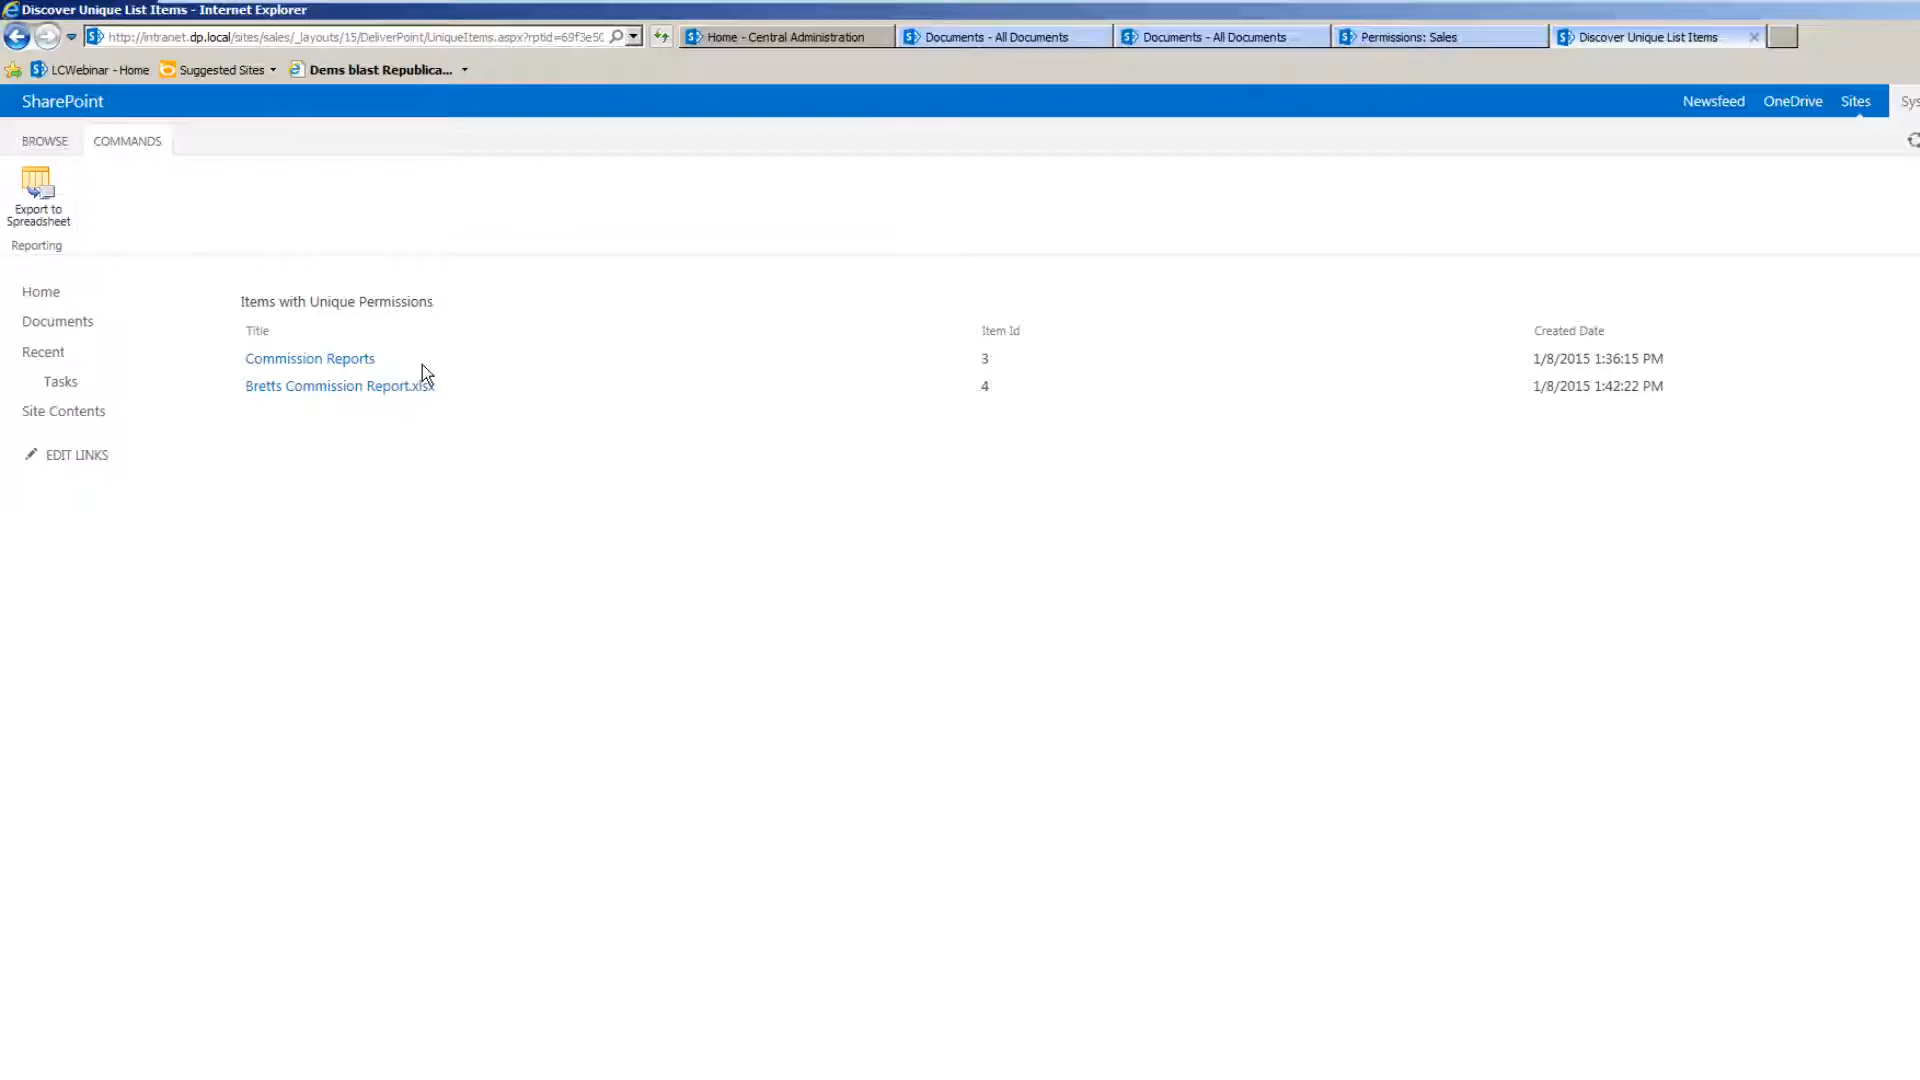 Discover Unique List Items - Internet Explorer
http://intranet.dp.local/sites/sales/_layouts/15/DeliverPoint/UniqueItems.aspx?rptid=69f3e50
Home - Central Administration
Documents - All Documents
Documents - All Documents
Permissions: Sales
Discover Unique List Items
LCWebinar - Home
Suggested Sites
Dems blast Republica...
SharePoint
Newsfeed
OneDrive
Sites
Sys
BROWSE
COMMANDS
Export to
Spreadsheet
Reporting
Home
Documents
Recent
Tasks
Site Contents
EDIT LINKS
Items with Unique Permissions
Title Item Id Created Date
Commission Reports 3 1/8/2015 1:36:15 PM
Bretts Commission Report.xlsx 4 1/8/2015 1:42:22 PM